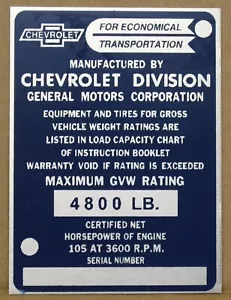 CHEVROLET
FOR ECONOMICAL
TRANSPORTATION
MANUFACTURED BY
CHEVROLET DIVISION
GENERAL MOTORS CORPORATION
EQUIPMENT AND TIRES FOR GROSS
VEHICLE WEIGHT RATINGS ARE
LISTED IN LOAD CAPACITY CHART
OF INSTRUCTION BOOKLET
WARRANTY VOID IF RATING IS EXCEEDED
MAXIMUM GVW RATING
4800 LB.
CERTIFIED NET
HORSEPOWER OF ENGINE
105 AT 3600 R.P.M.
SERIAL NUMBER